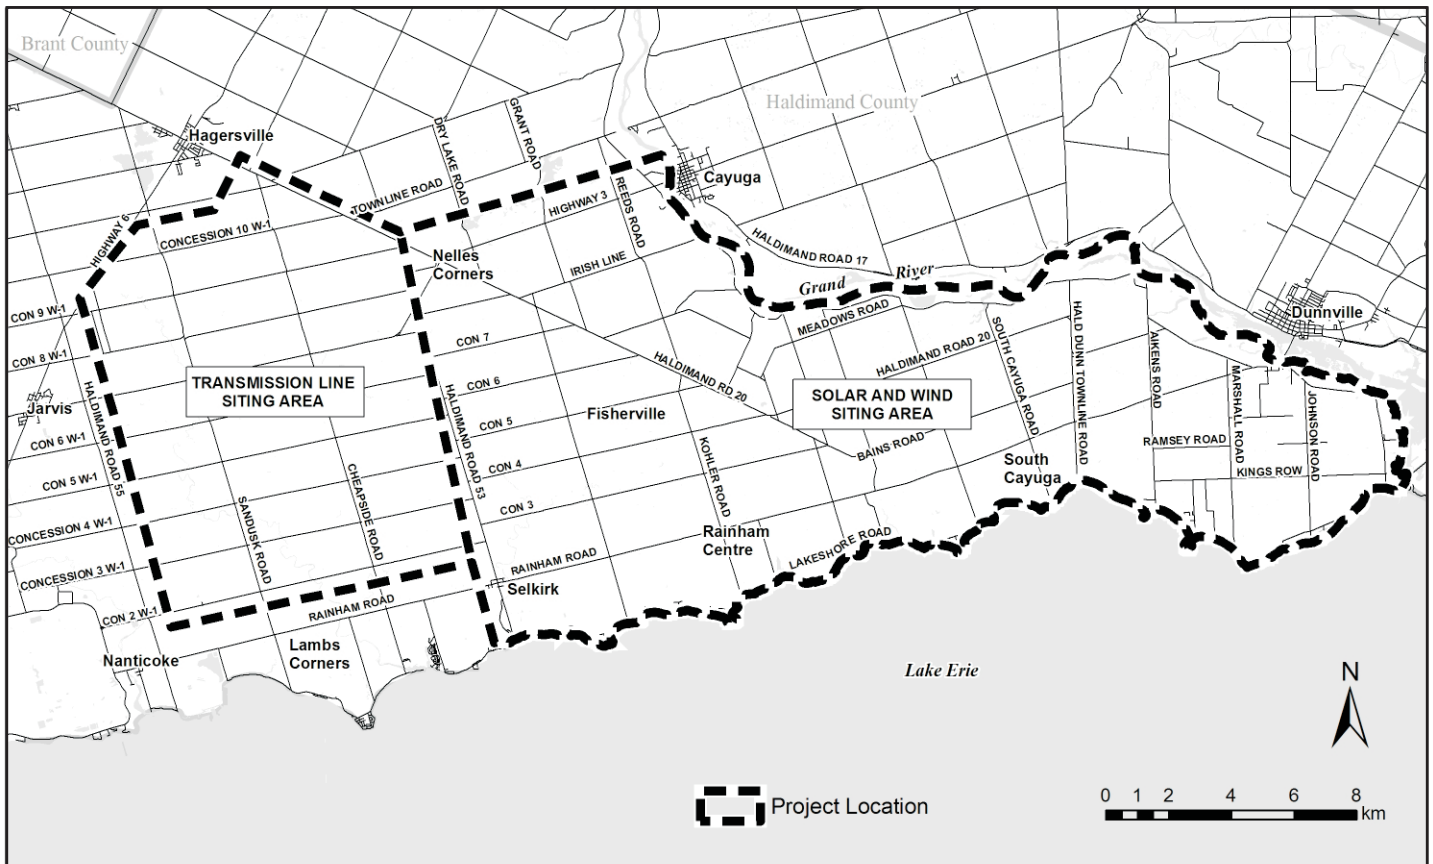 Brant County
Haldimand County
Hagersville
DRY LAKE ROAD
GRANT ROAD
Cayuga
TOWNLINE ROAD
HIGHWAY 3
REEDS ROAD
HIGHWAY 6
CONCESSION 10 W-1
Nelles
Corners
IRISH LINE
HALDIMAND ROAD 17
Grand
River
MEADOWS ROAD
CON 9 W-1
CON 8 W-1
CON 7
Dunnville
HALDIMAND ROAD 20
SOUTH CAYUGA ROAD
HALD DUNN TOWNLINE ROAD
AIKENS ROAD
MARSHALL ROAD
JOHNSON ROAD
TRANSMISSION LINE
SITING AREA
HALDIMAND RD 20
SOLAR AND WIND
SITING AREA
Jarvis
HALDIMAND ROAD 55
HALDIMAND ROAD 53
CON 6
Fisherville
CON 6 W-1
CON 5
BAINS ROAD
RAMSEY ROAD
KINGS ROW
CON 5 W-1
CON 4
KOHLER ROAD
South
Cayuga
SANDUSK ROAD
CHEAPSIDE ROAD
CON 3
CONCESSION 4 W-1
Rainham
Centre
LAKESHORE ROAD
CONCESSION 3 W-1
RAINHAM ROAD
Selkirk
CON 2 W-1
RAINHAM ROAD
Lambs
Corners
Nanticoke
Lake Erie
N
Project Location
0 1 2 4 6 8
km